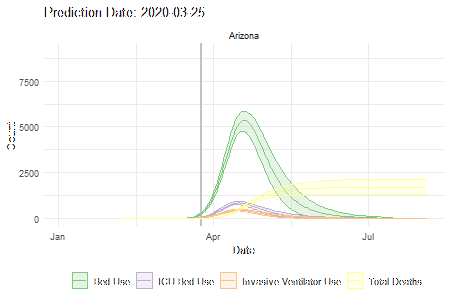 Prediction Date: 2020-03-25
Arizona
7500
5000
2500
0
Count
Jan
Apr
Jul
Date
Bed Use
ICU Bed Use
Invasive Ventilator Use
Total Deaths